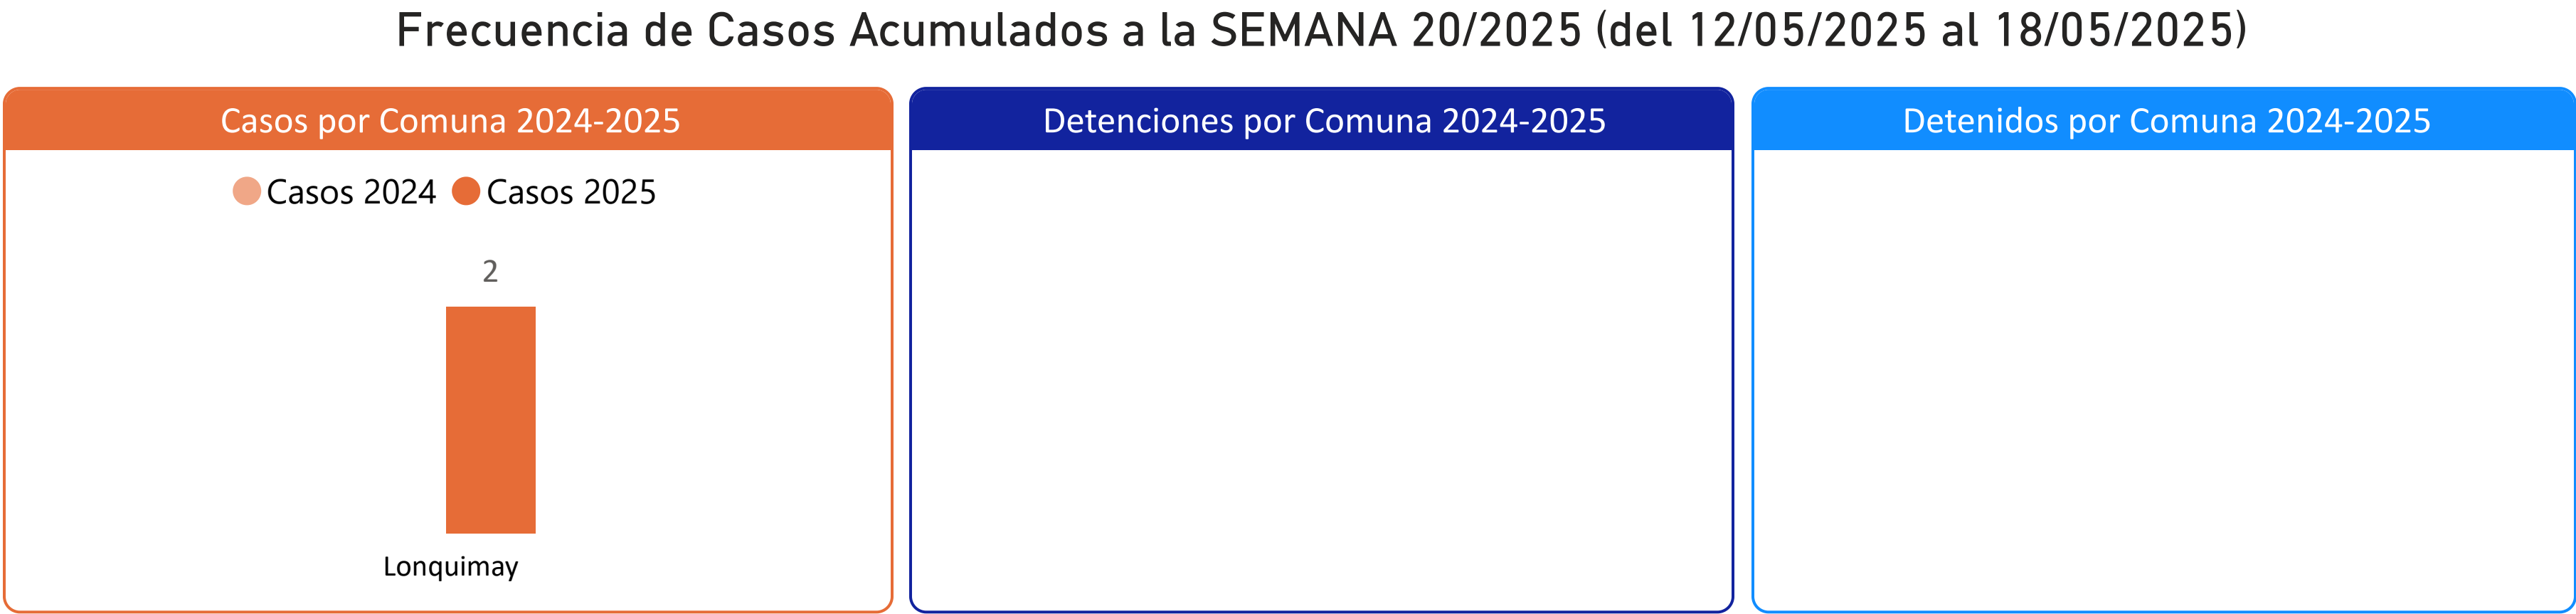 Frecuencia de Casos Acumulados a la SEMANA 20/2025 (del 12/05/2025 al 18/05/2025)
Casos por Comuna 2024-2025
Casos 2024 Casos 2025
2
Lonquimay
Detenciones por Comuna 2024-2025
Detenidos por Comuna 2024-2025